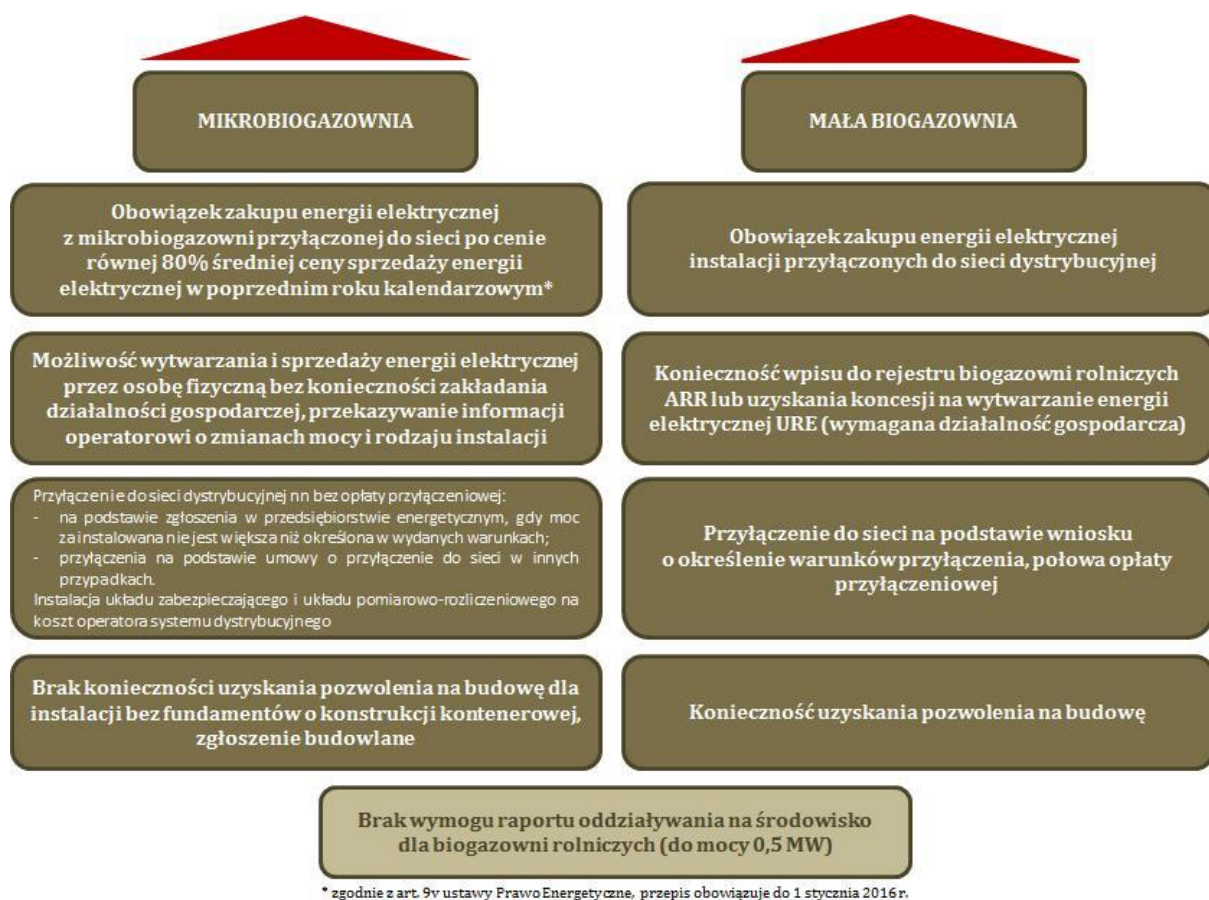 MIKROBIOGAZOWNIA
Obowiązek zakupu energii elektrycznej
z mikrobiogazowni przyłączonej do sieci po cenie
równej 80% średniej ceny sprzedaży energii
elektrycznej w poprzednim roku kalendarzowym*
Możliwość wytwarzania i sprzedaży energii elektrycznej
przez osobę fizyczną bez konieczności zakładania
działalności gospodarczej, przekazywanie informacji
operatorowi o zmianach mocy i rodzaju instalacji
Przyłączenie do sieci dystrybucyjnej nn bez opłaty przyłączeniowej:
- na podstawie zgłoszenia w przedsiębiorstwie energetycznym, gdy moc
zainstalowana nie jest większa niż określona w wydanych warunkach;
- przyłączenia na podstawie umowy o przyłączenie do sieci w innych
przypadkach.
Instalacja układu zabezpieczającego i układu pomiarowo-rozliczeniowego na
koszt operatora systemu dystrybucyjnego
Brak konieczności uzyskania pozwolenia na budowę dla
instalacji bez fundamentów o konstrukcji kontenerowej,
zgłoszenie budowlane
MAŁA BIOGAZOWNIA
Obowiązek zakupu energii elektrycznej
instalacji przyłączonych do sieci dystrybucyjnej
Konieczność wpisu do rejestru biogazowni rolniczych
ARR lub uzyskania koncesji na wytwarzanie energii
elektrycznej URE (wymagana działalność gospodarcza)
Przyłączenie do sieci na podstawie wniosku
o określenie warunków przyłączenia, połowa opłaty
przyłączeniowej
Konieczność uzyskania pozwolenia na budowę
Brak wymogu raportu oddziaływania na środowisko
dla biogazowni rolniczych (do mocy 0,5 MW)
* zgodnie z art. 9v ustawy Prawo Energetyczne, przepis obowiązuje do 1 stycznia 2016 r.